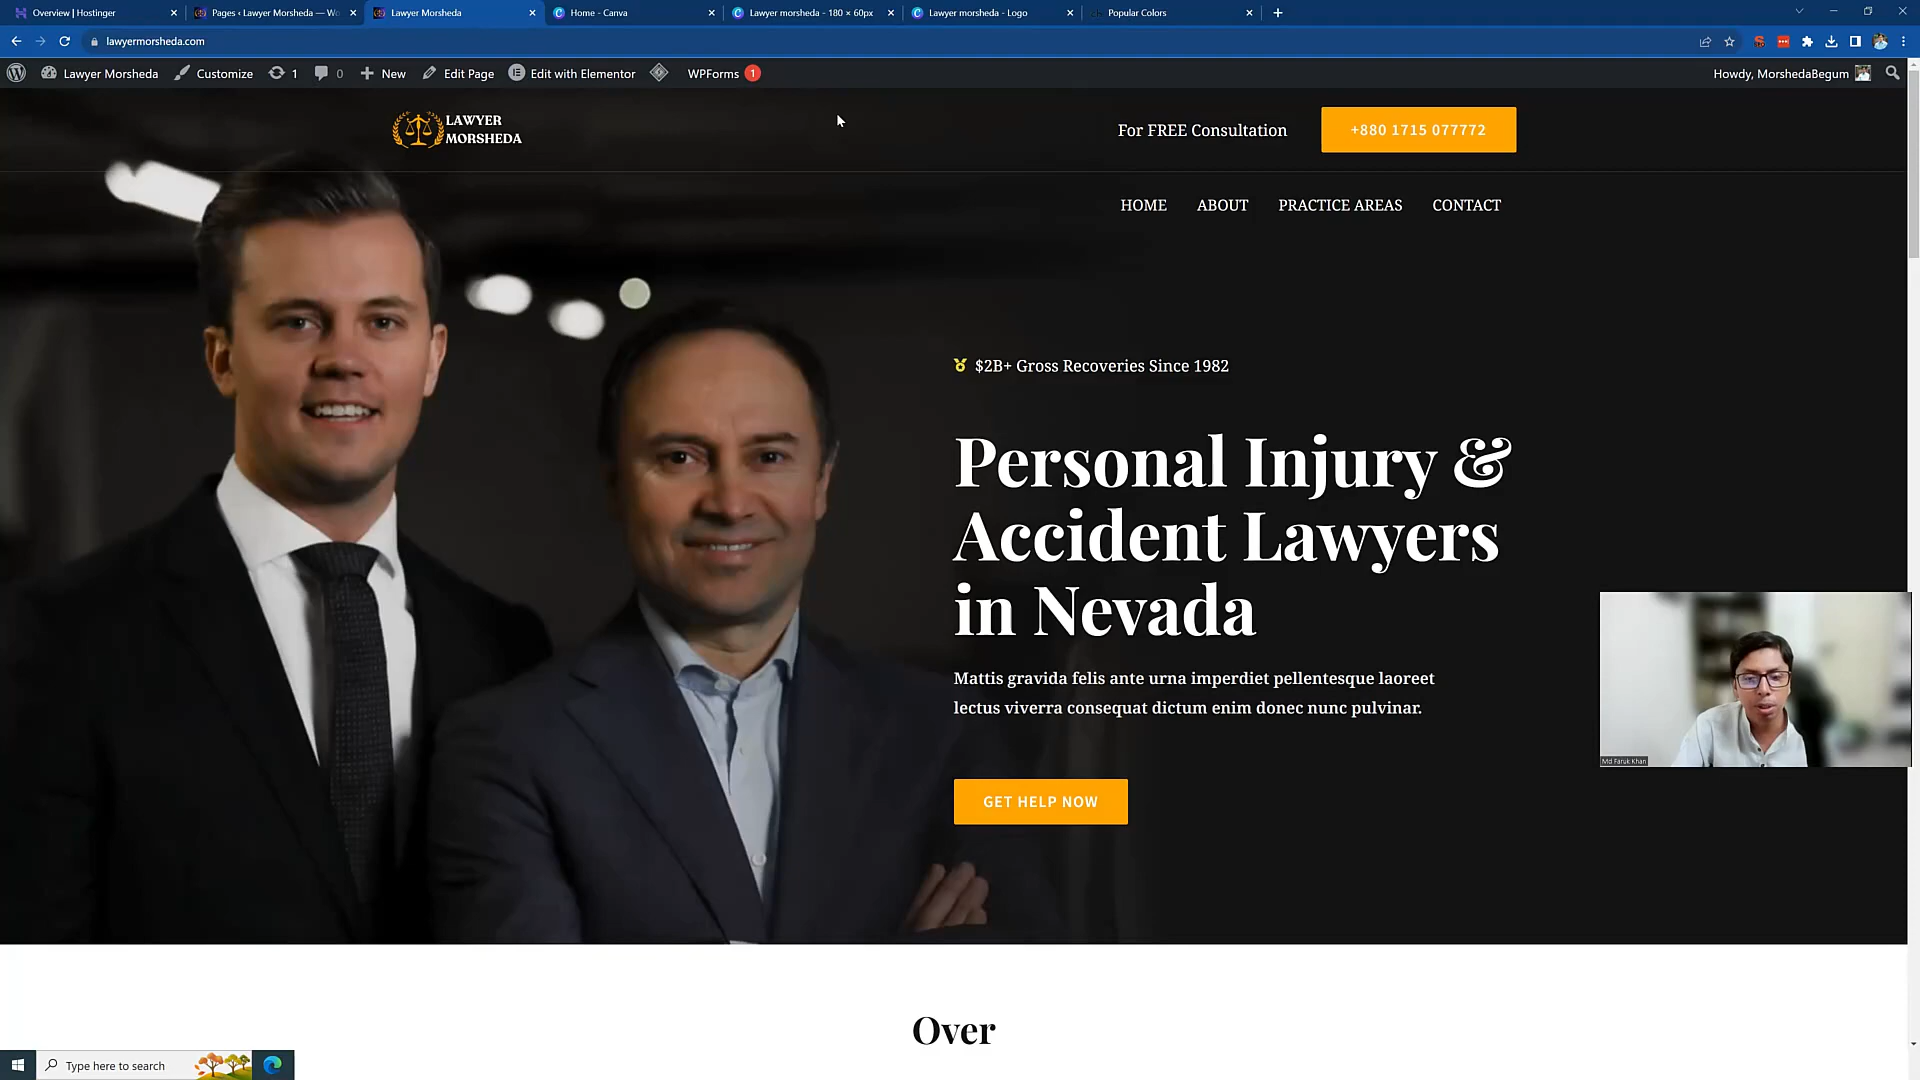 Overview | Hostinger
Pages ‹ Lawyer Morsheda — Wo
Lawyer Morsheda
Home - Canva
Lawyer morsheda - 180 × 60px
Lawyer morsheda - Logo
Popular Colors
lawyermorsheda.com
Lawyer Morsheda
Customize
1
0
New
Edit Page
Edit with Elementor
WPForms 1
Howdy, MorshedaBegum
LAWYER
MORSHEDA
For FREE Consultation
+880 1715 077772
HOME
ABOUT
PRACTICE AREAS
CONTACT
$2B+ Gross Recoveries Since 1982
Personal Injury &
Accident Lawyers
in Nevada
Mattis gravida felis ante urna imperdiet pellentesque laoreet
lectus viverra consequat dictum enim donec nunc pulvinar.
GET HELP NOW
Md Faruk Khan
Over
Type here to search